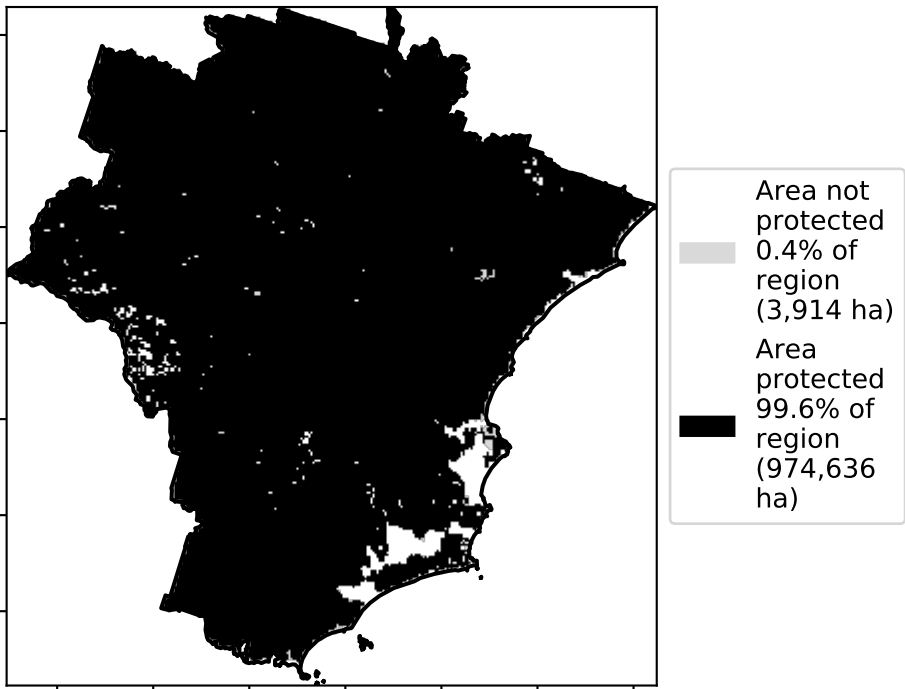 Area not
protected
0.4% of
region
(3,914 ha)
Area
protected
99.6% of
region
(974,636
ha)